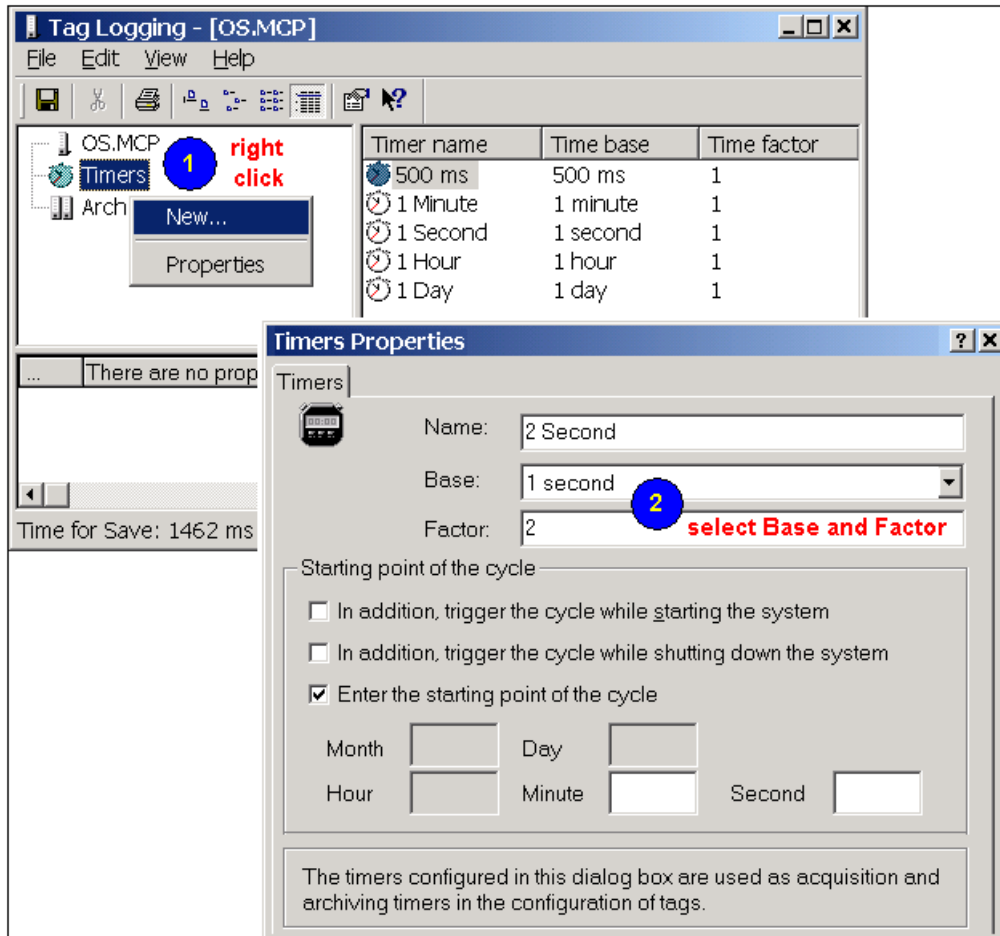 Tag Logging - [OS.MCP]
File Edit View Help
OS.MCP
1
right
click
Timers
Arch
New...
Properties
Timer name Time base Time factor
500 ms 500 ms 1
1 Minute 1 minute 1
1 Second 1 second 1
1 Hour 1 hour 1
1 Day 1 day 1
... There are no prop
Time for Save: 1462 ms
Timers Properties
Timers
00:00
Name: 2 Second
Base: 1 second
2
Factor: 2 select Base and Factor
Starting point of the cycle
In addition, trigger the cycle while starting the system
In addition, trigger the cycle while shutting down the system
Enter the starting point of the cycle
Month Day
Hour Minute Second
The timers configured in this dialog box are used as acquisition and
archiving timers in the configuration of tags.